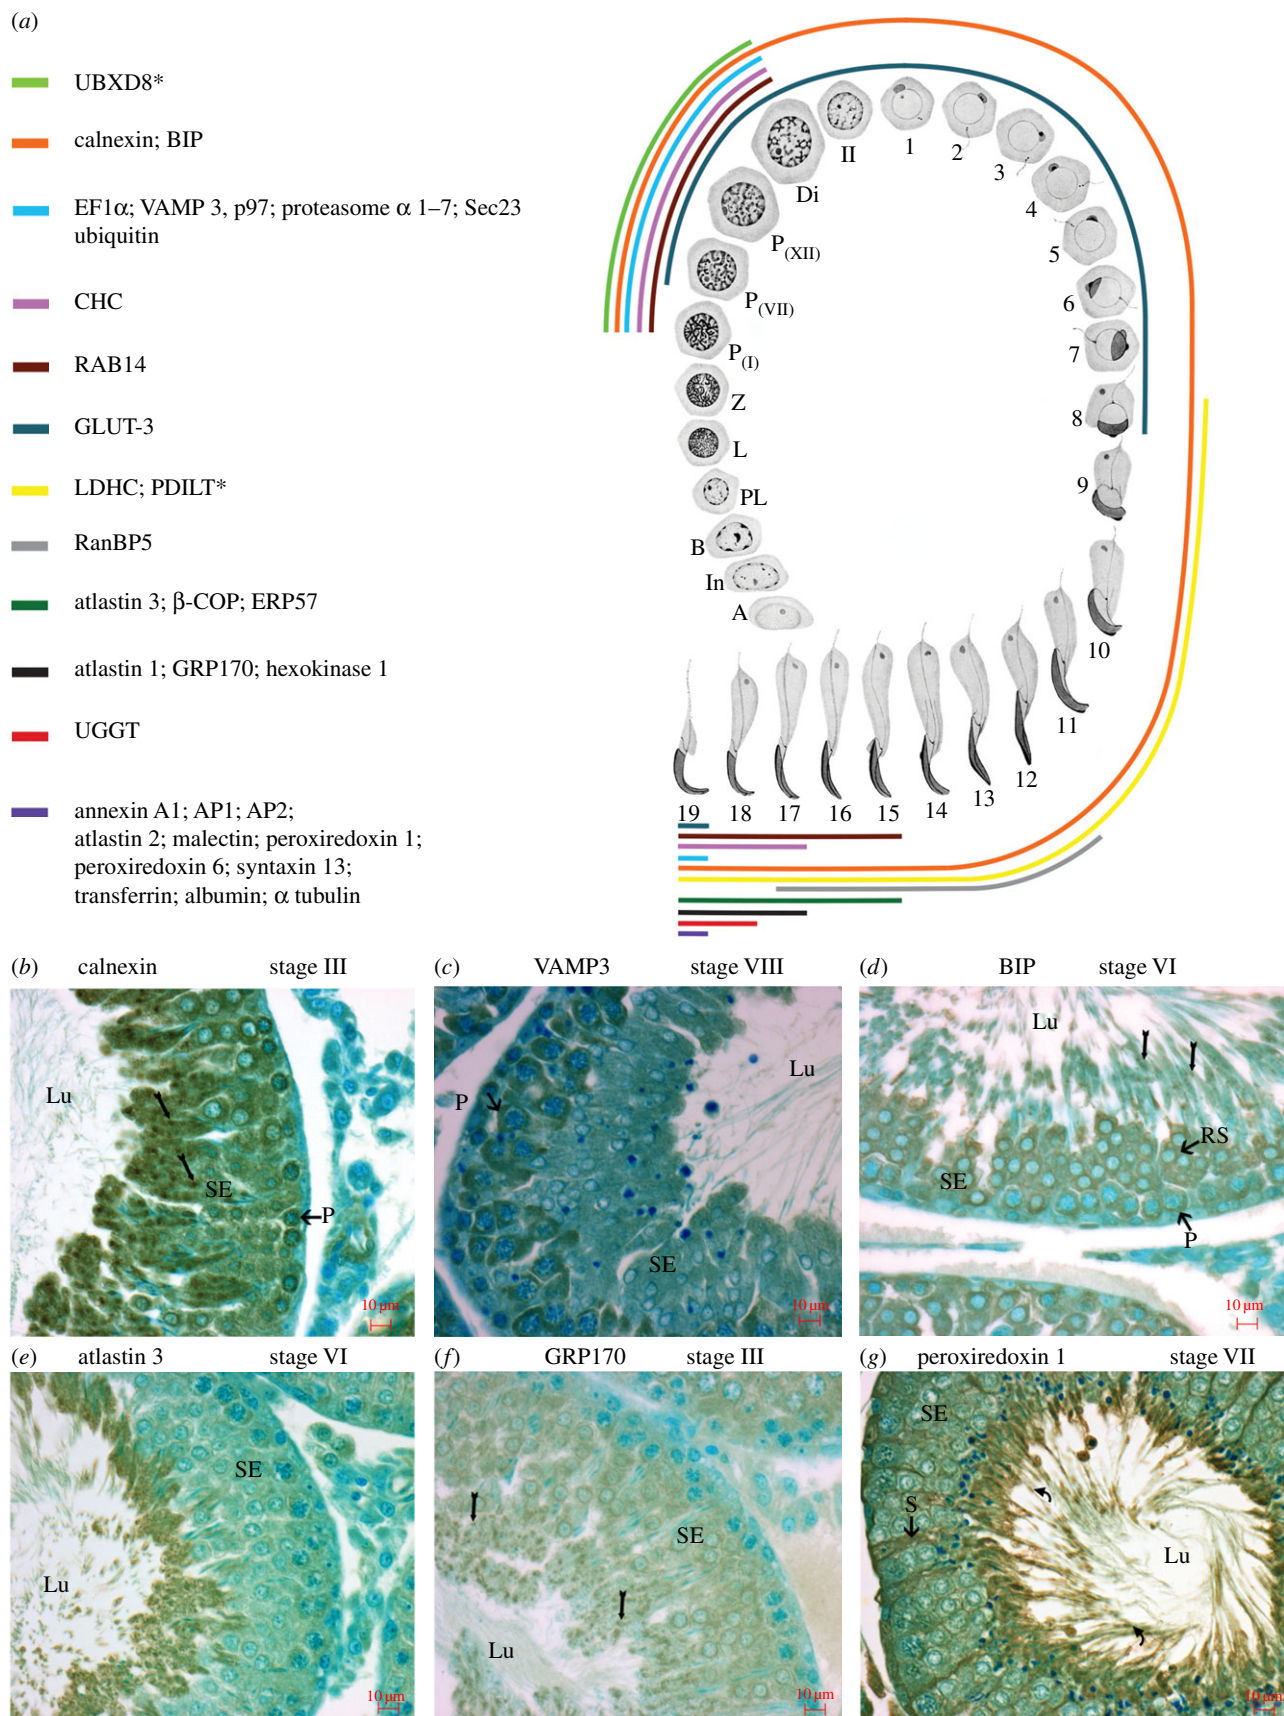 (a)
UBXD8*
calnexin; BIP
EF1α; VAMP 3, p97; proteasome α 1–7; Sec23
ubiquitin
CHC
RAB14
GLUT-3
LDHC; PDILT*
RanBP5
atlastin 3; β-COP; ERP57
atlastin 1; GRP170; hexokinase 1
UGGT
annexin A1; AP1; AP2;
atlastin 2; malectin; peroxiredoxin 1;
peroxiredoxin 6; syntaxin 13;
transferrin; albumin; α tubulin
A
In
B
PL
L
Z
P(I)
P(VII)
P(XII)
Di
II
1
2
3
4
5
6
7
8
9
10
11
12
13
14
15
16
17
18
19
(b) calnexin stage III
Lu
SE
P
10 µm
(c) VAMP3 stage VIII
P
Lu
SE
10 µm
(d) BIP stage VI
Lu
RS
SE
P
10 µm
(e) atlastin 3 stage VI
SE
Lu
10 µm
(f) GRP170 stage III
SE
Lu
10 µm
(g) peroxiredoxin 1 stage VII
SE
S
Lu
10 µm